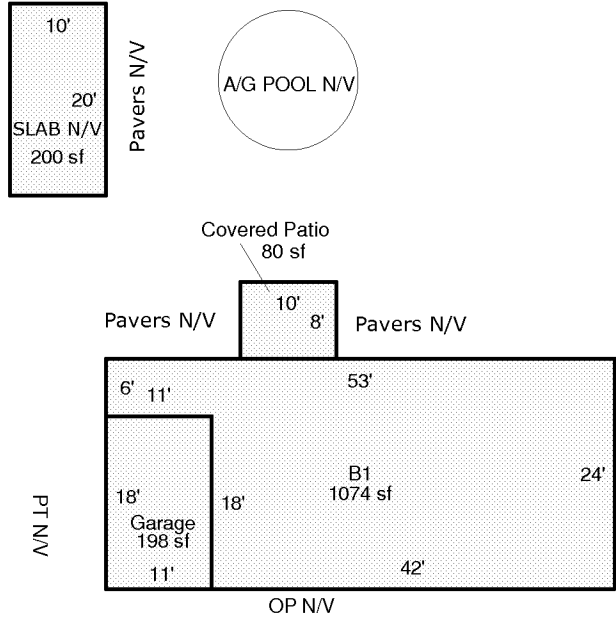 10'
20'
SLAB N/V
200 sf
Pavers N/V
A/G POOL N/V
Covered Patio
80 sf
10'
8'
Pavers N/V
Pavers N/V
6'
11'
53'
B1
1074 sf
24'
18'
18'
Garage
198 sf
11'
42'
PT N/V
OP N/V